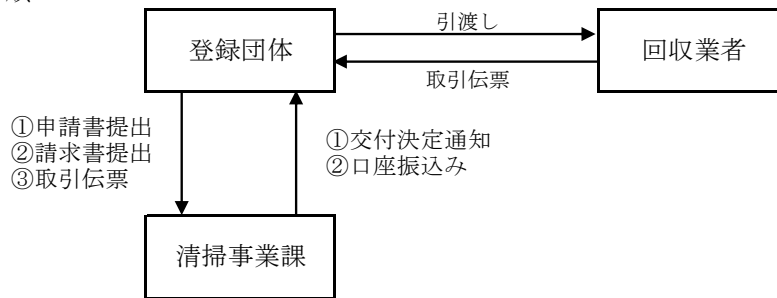 引渡し
登録団体
回収業者
取引伝票
①申請書提出
②請求書提出
③取引伝票
①交付決定通知
②口座振込み
清掃事業課